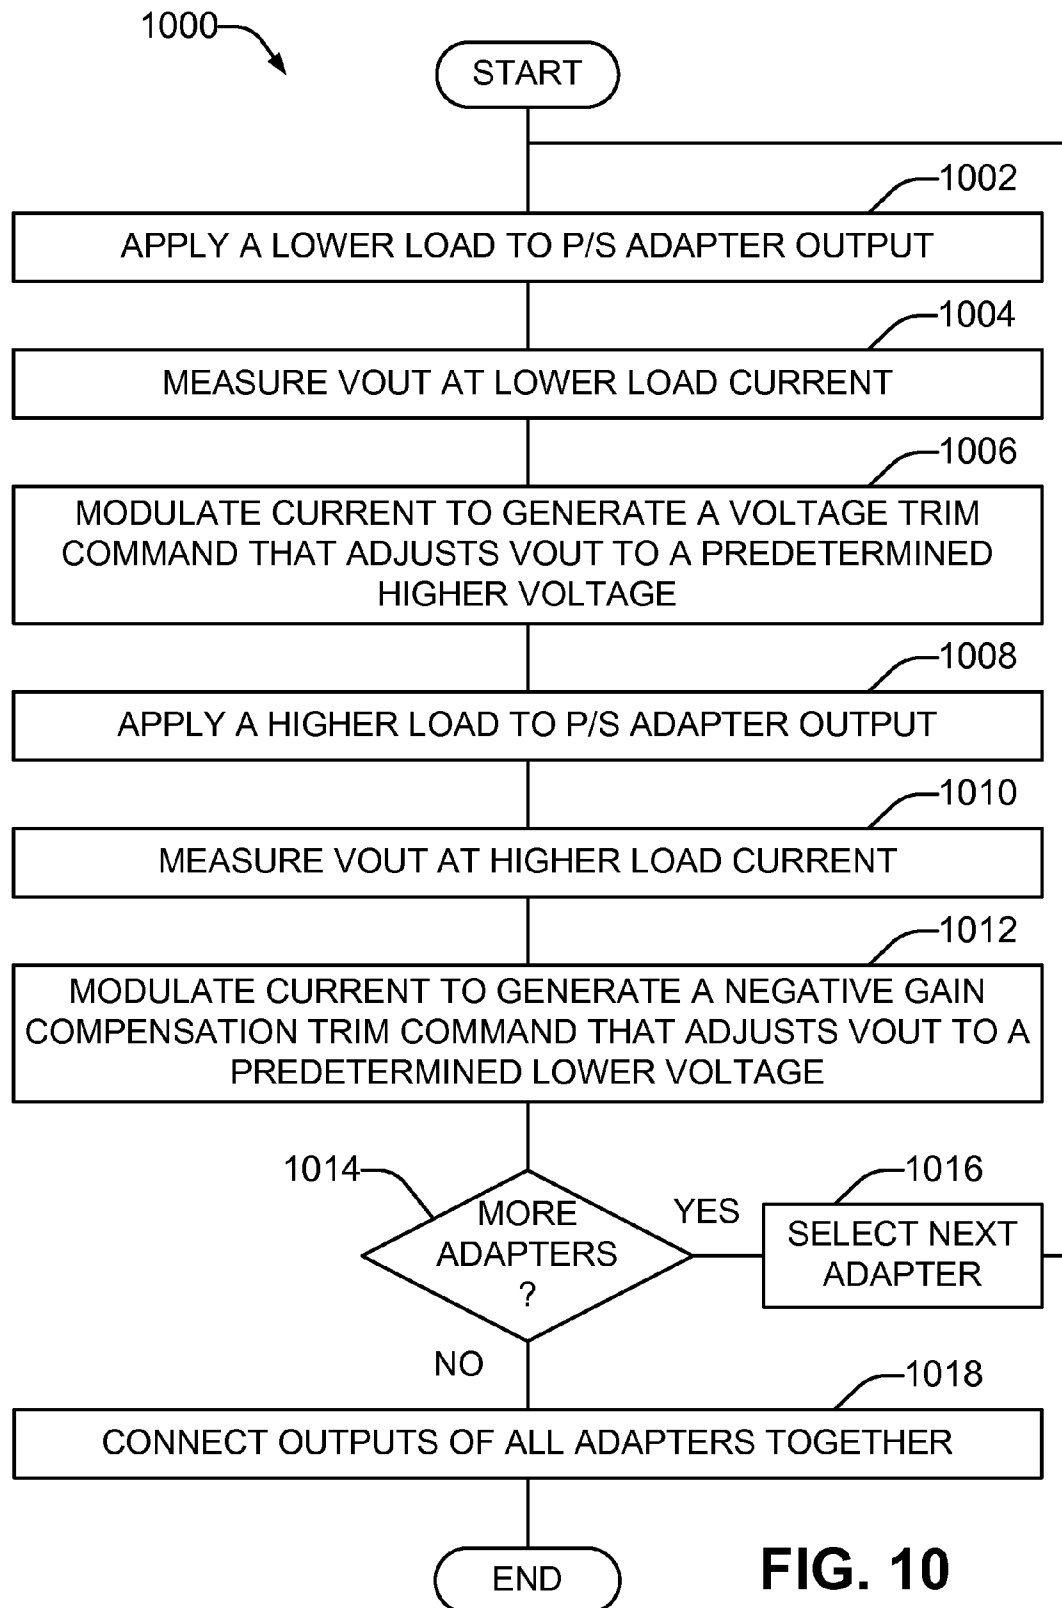 1000
START
1002
APPLY A LOWER LOAD TO P/S ADAPTER OUTPUT
1004
MEASURE VOUT AT LOWER LOAD CURRENT
1006
MODULATE CURRENT TO GENERATE A VOLTAGE TRIM
COMMAND THAT ADJUSTS VOUT TO A PREDETERMINED
HIGHER VOLTAGE
1008
APPLY A HIGHER LOAD TO P/S ADAPTER OUTPUT
1010
MEASURE VOUT AT HIGHER LOAD CURRENT
1012
MODULATE CURRENT TO GENERATE A NEGATIVE GAIN
COMPENSATION TRIM COMMAND THAT ADJUSTS VOUT TO A
PREDETERMINED LOWER VOLTAGE
1014
MORE
ADAPTERS
?
YES
1016
SELECT NEXT
ADAPTER
NO
1018
CONNECT OUTPUTS OF ALL ADAPTERS TOGETHER
END
FIG. 10